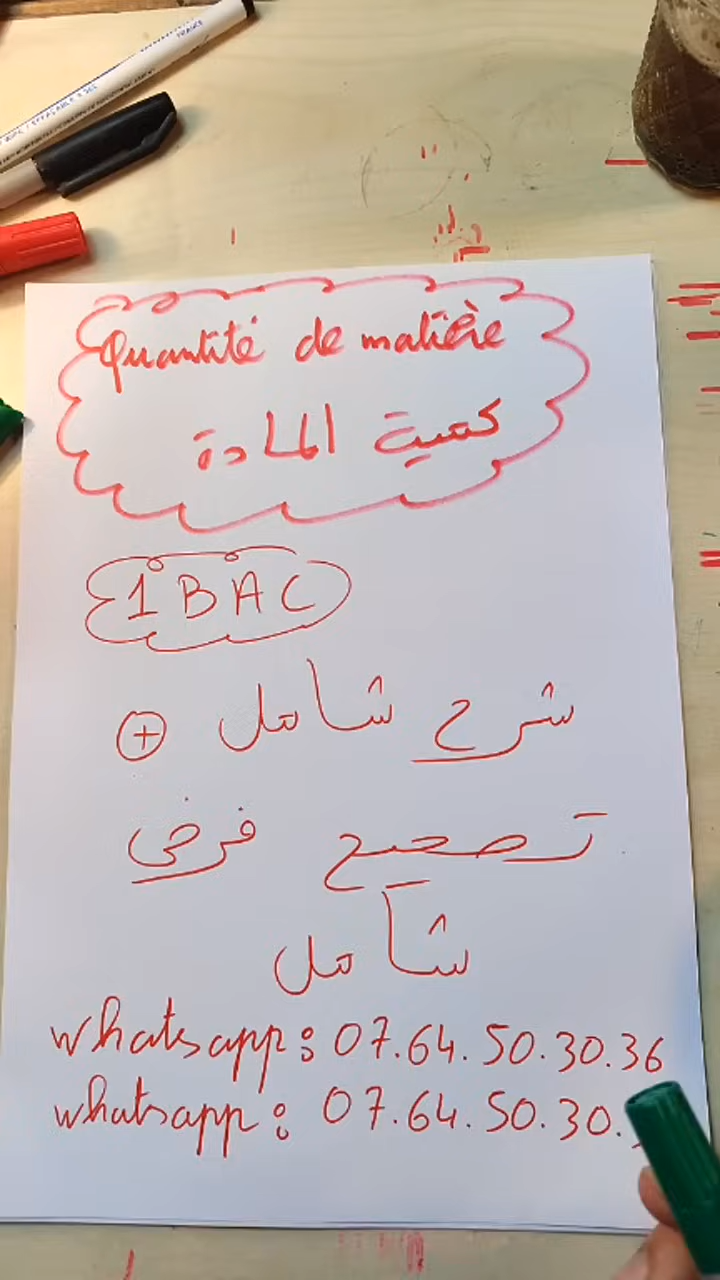 FRANCE
Quantité de matière
كمية المادة
1 BAC
شرح شامل +
تصحيح فرض
شامل
whatsapp: 07.64.50.30.36
whatsapp: 07.64.50.30.